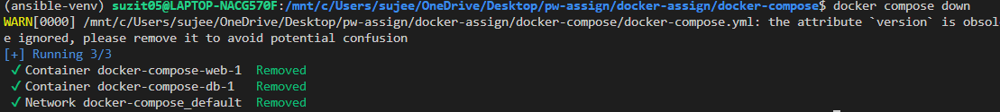 (ansible-venv) suzit05@LAPTOP-NACG570F:/mnt/c/Users/sujee/OneDrive/Desktop/pw-assign/docker-assign/docker-compose$ docker compose down
WARN[0000] /mnt/c/Users/sujee/OneDrive/Desktop/pw-assign/docker-assign/docker-compose/docker-compose.yml: the attribute `version` is obsol
e ignored, please remove it to avoid potential confusion
[+] Running 3/3
✔ Container docker-compose-web-1 Removed
✔ Container docker-compose-db-1 Removed
✔ Network docker-compose_default Removed